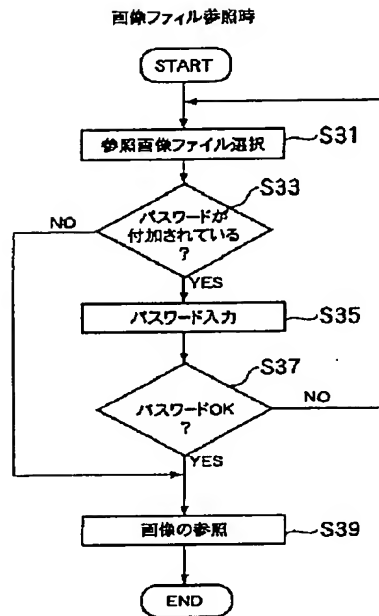 画像ファイル参照時
START
参照画像ファイル選択
S31
S33
パスワードが
付加されている
?
NO
YES
パスワード入力
S35
S37
パスワードOK
?
NO
YES
画像の参照
S39
END